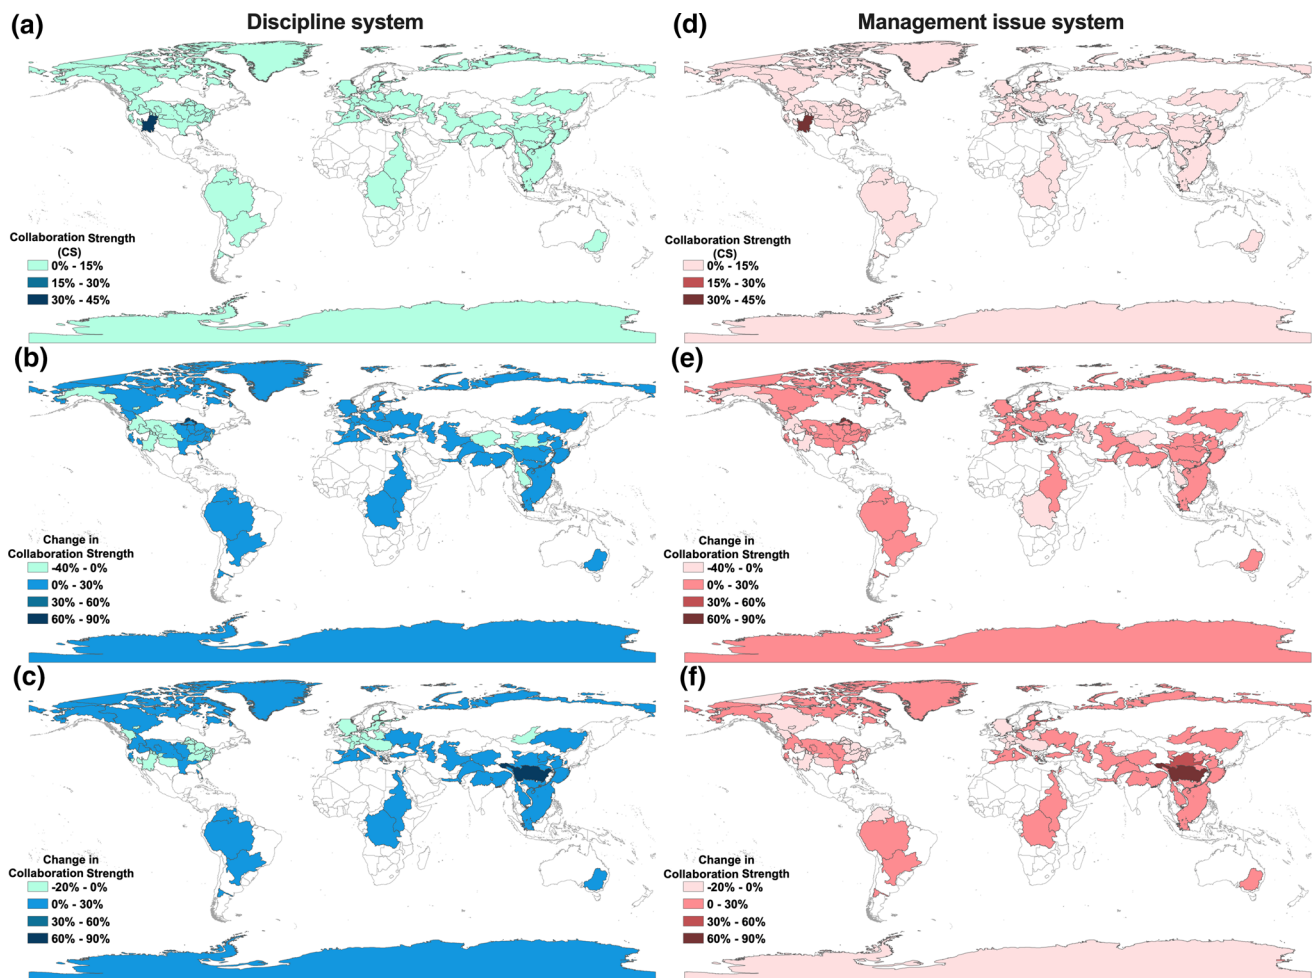 (a)
Discipline system
Collaboration Strength
(CS)
0% - 15%
15% - 30%
30% - 45%
(b)
Change in
Collaboration Strength
-40% - 0%
0% - 30%
30% - 60%
60% - 90%
(c)
Change in
Collaboration Strength
-20% - 0%
0% - 30%
30% - 60%
60% - 90%
(d)
Management issue system
Collaboration Strength
(CS)
0% - 15%
15% - 30%
30% - 45%
(e)
Change in
Collaboration Strength
-40% - 0%
0% - 30%
30% - 60%
60% - 90%
(f)
Change in
Collaboration Strength
-20% - 0%
0 - 30%
30% - 60%
60% - 90%